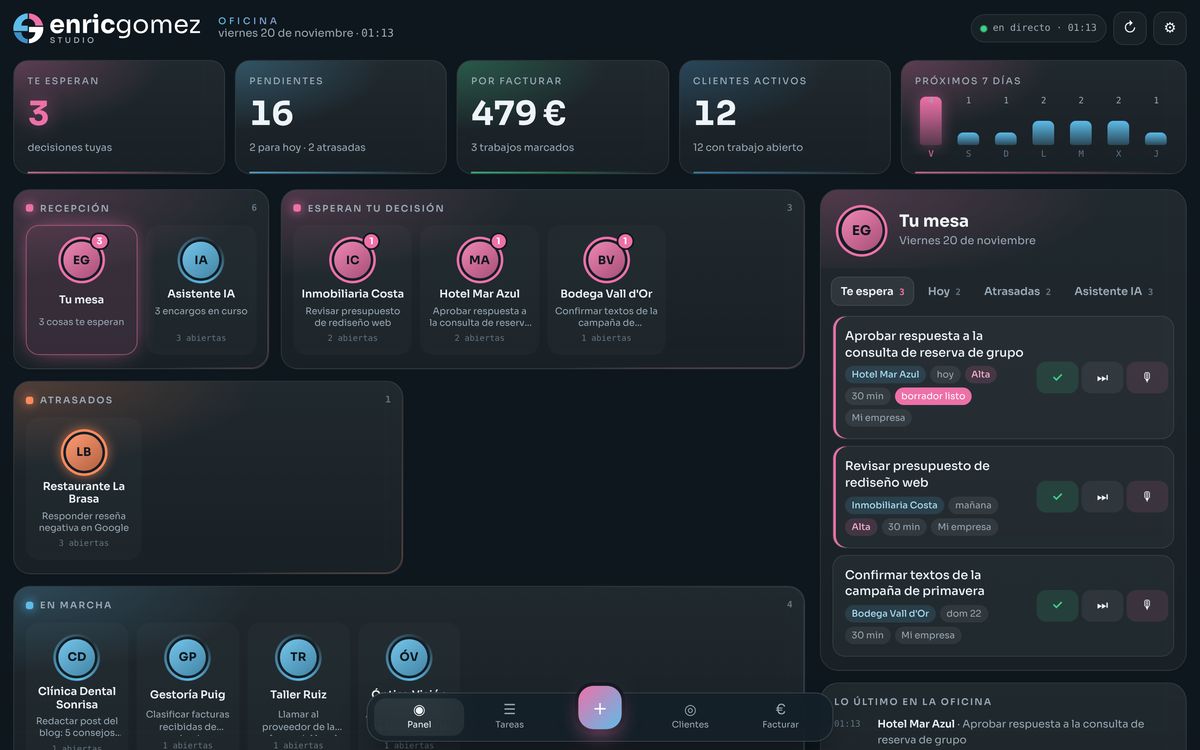 enricgomez
STUDIO
OFICINA
viernes 20 de noviembre · 01:13
en directo · 01:13
TE ESPERAN
3
decisiones tuyas
PENDIENTES
16
2 para hoy · 2 atrasadas
POR FACTURAR
479 €
3 trabajos marcados
CLIENTES ACTIVOS
12
12 con trabajo abierto
PRÓXIMOS 7 DÍAS
1 1 2 2 2 1
V S D L M X J
RECEPCIÓN
6
EG
3
Tu mesa
3 cosas te esperan
IA
Asistente IA
3 encargos en curso
3 abiertas
ESPERAN TU DECISIÓN
3
IC
1
Inmobiliaria Costa
Revisar presupuesto
de rediseño web
2 abiertas
MA
1
Hotel Mar Azul
Aprobar respuesta a
la consulta de reserv…
2 abiertas
BV
1
Bodega Vall d'Or
Confirmar textos de la
campaña de…
1 abiertas
ATRASADOS
1
LB
Restaurante La
Brasa
Responder reseña
negativa en Google
3 abiertas
EN MARCHA
4
CD
Clínica Dental
Sonrisa
Redactar post del
blog: 5 consejos…
1 abiertas
GP
Gestoría Puig
Clasificar facturas
recibidas de…
1 abiertas
TR
Taller Ruiz
Llamar al
proveedor de la…
1 abiertas
ÓV
EG
Tu mesa
Viernes 20 de noviembre
Te espera 3
Hoy 2
Atrasadas 2
Asistente IA 3
Aprobar respuesta a la
consulta de reserva de grupo
Hotel Mar Azul hoy Alta
30 min borrador listo
Mi empresa
Revisar presupuesto de
rediseño web
Inmobiliaria Costa mañana
Alta 30 min Mi empresa
Confirmar textos de la
campaña de primavera
Bodega Vall d'Or dom 22
30 min Mi empresa
LO ÚLTIMO EN LA OFICINA
01:13 Hotel Mar Azul · Aprobar respuesta a la consulta de
reserva de grupo
Panel
Tareas
+
Clientes
€
Facturar